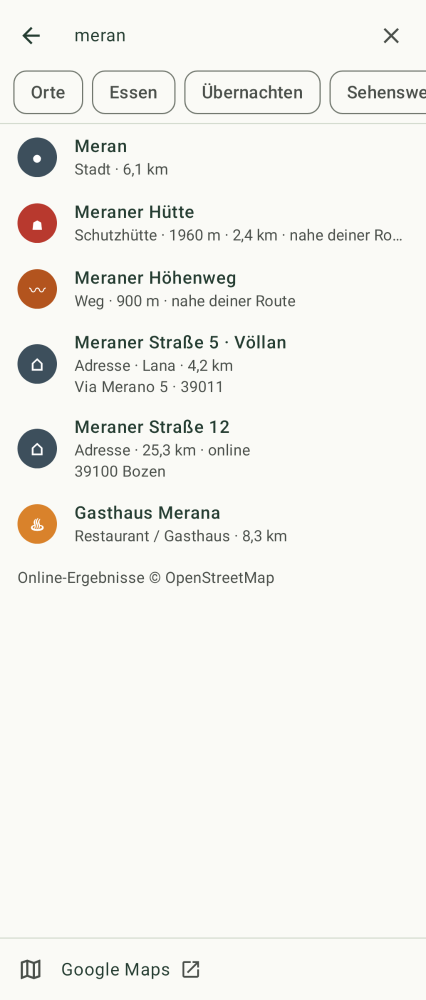 meran
Orte
Essen
Übernachten
Sehenswe
Meran
Stadt · 6,1 km
Meraner Hütte
Schutzhütte · 1960 m · 2,4 km · nahe deiner Ro…
Meraner Höhenweg
Weg · 900 m · nahe deiner Route
Meraner Straße 5 · Völlan
Adresse · Lana · 4,2 km
Via Merano 5 · 39011
Meraner Straße 12
Adresse · 25,3 km · online
39100 Bozen
Gasthaus Merana
Restaurant / Gasthaus · 8,3 km
Online-Ergebnisse © OpenStreetMap
Google Maps